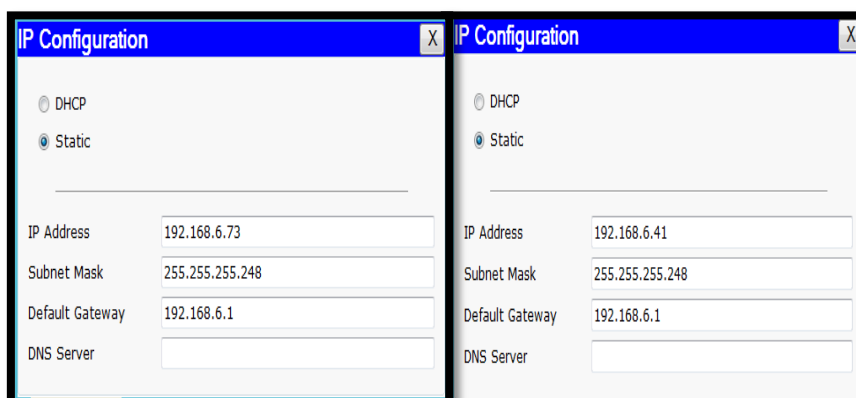 IP Configuration X
DHCP
Static
IP Address 192.168.6.73
Subnet Mask 255.255.255.248
Default Gateway 192.168.6.1
DNS Server
IP Configuration X
DHCP
Static
IP Address 192.168.6.41
Subnet Mask 255.255.255.248
Default Gateway 192.168.6.1
DNS Server